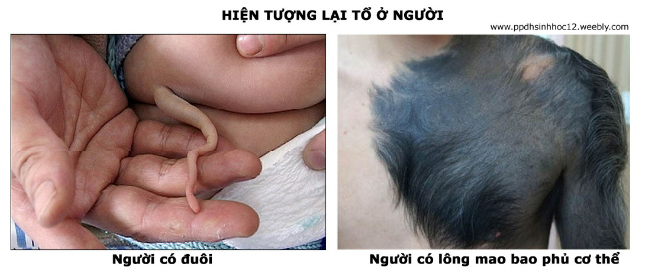 HIỆN TƯỢNG LẠI TỔ Ở NGƯỜI
www.ppdhsinhhoc12.weebly.com
Người có đuôi
Người có lông mao bao phủ cơ thể